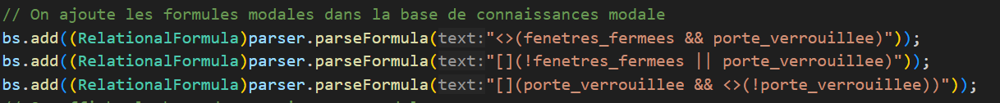 // On ajoute les formules modales dans la base de connaissances modale
bs.add((RelationalFormula)parser.parseFormula(text:"<>(fenetres_fermees && porte_verrouillee)"));
bs.add((RelationalFormula)parser.parseFormula(text:"[](!fenetres_fermees || porte_verrouillee)"));
bs.add((RelationalFormula)parser.parseFormula(text:"[](porte_verrouillee && <>(!porte_verrouillee))"));